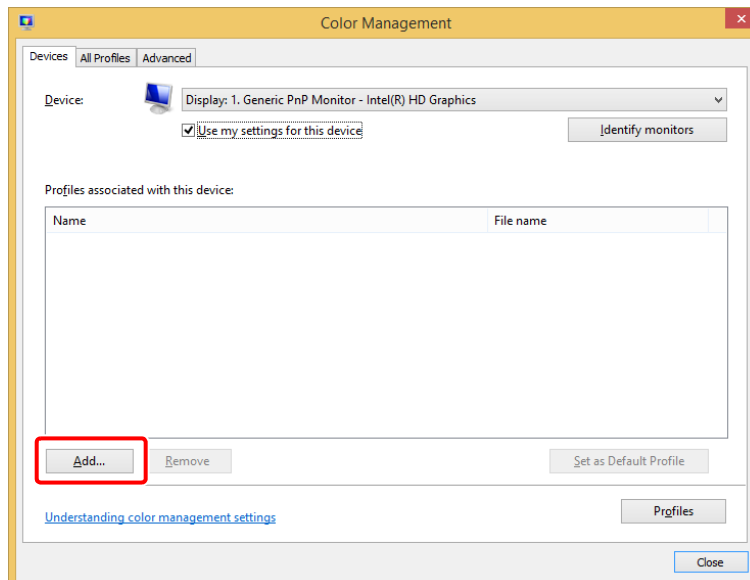 Color Management
Devices All Profiles Advanced
Device: Display: 1. Generic PnP Monitor - Intel(R) HD Graphics
Use my settings for this device Identify monitors
Profiles associated with this device:
Name File name
Add... Remove Set as Default Profile
Understanding color management settings Profiles
Close